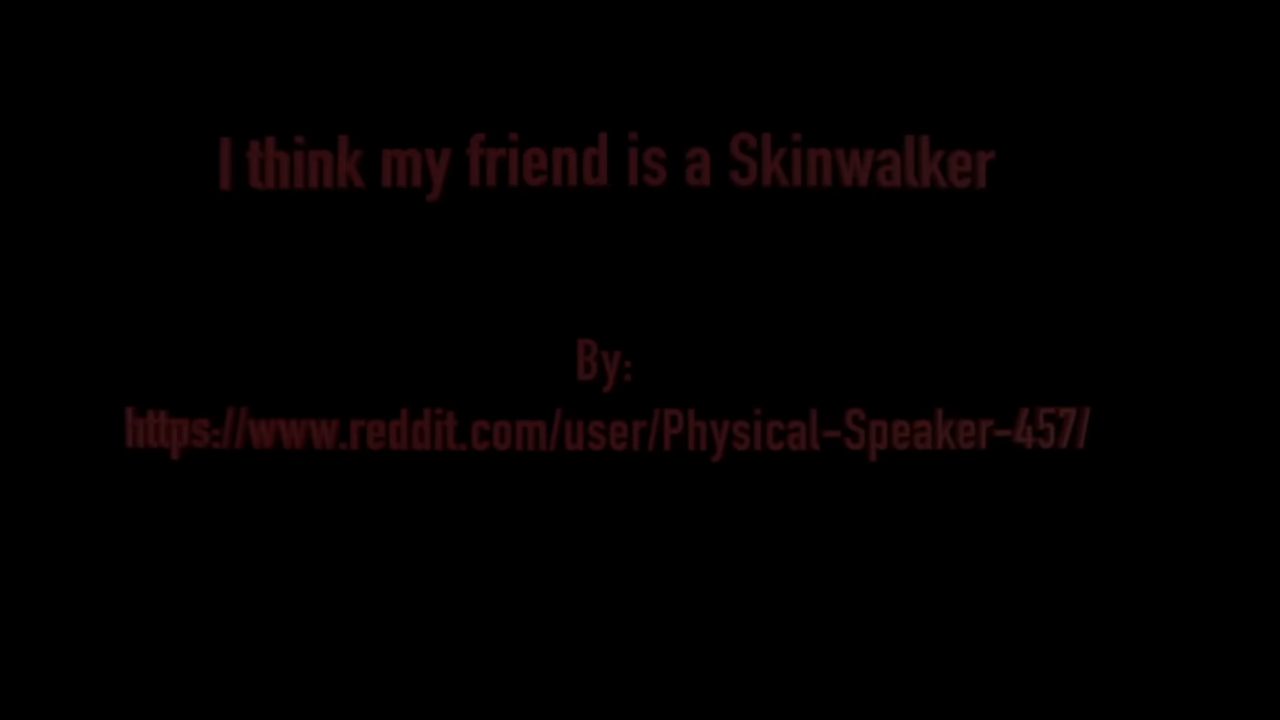 I think my friend is a Skinwalker
By:
https://www.reddit.com/user/Physical-Speaker-457/